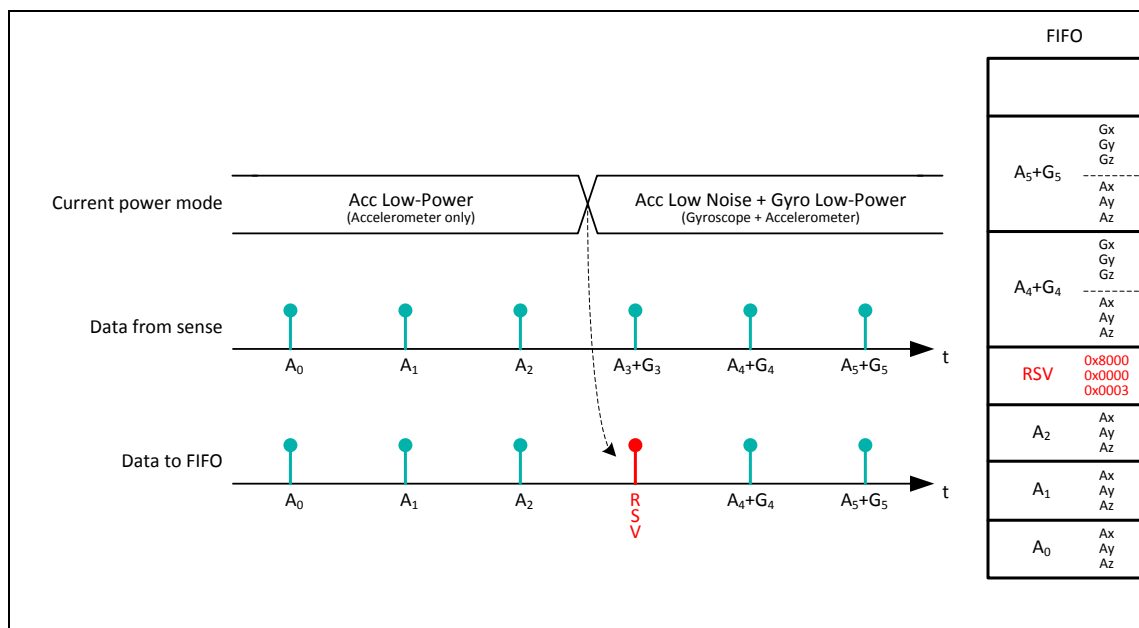 FIFO
Current power mode
Acc Low-Power
(Accelerometer only)
Acc Low Noise + Gyro Low-Power
(Gyroscope + Accelerometer)
Data from sense
A₀
A₁
A₂
A₃+G₃
A₄+G₄
A₅+G₅
t
Data to FIFO
A₀
A₁
A₂
R
S
V
A₄+G₄
A₅+G₅
t
A₅+G₅
Gx
Gy
Gz
Ax
Ay
Az
A₄+G₄
Gx
Gy
Gz
Ax
Ay
Az
RSV
0x8000
0x0000
0x0003
A₂
Ax
Ay
Az
A₁
Ax
Ay
Az
A₀
Ax
Ay
Az